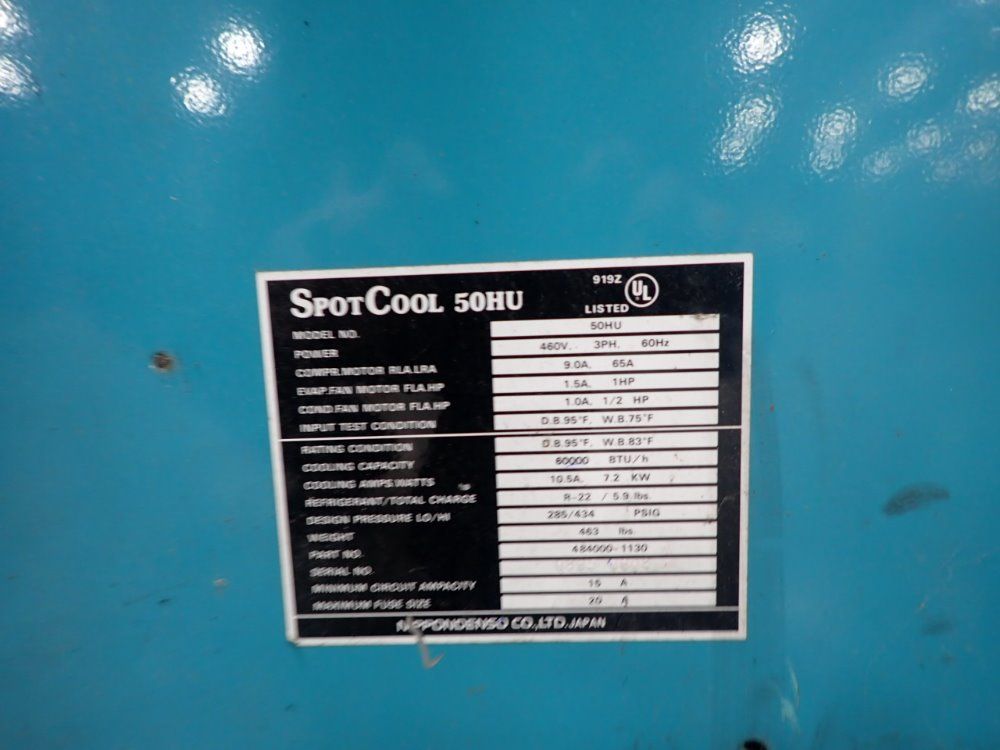 SPOTCOOL 50HU 919Z UL LISTED
MODEL NO. 50HU
POWER 460V. 3PH. 60Hz
COMPR.MOTOR RLA.LRA 9.0A. 65A
EVAP.FAN MOTOR FLA.HP 1.5A. 1HP
COND.FAN MOTOR FLA.HP 1.0A. 1/2 HP
INPUT TEST CONDITION D.B.95°F. W.B.75°F
RATING CONDITION D.B.95°F. W.B.83°F
COOLING CAPACITY 60000 BTU/h
COOLING AMPS.WATTS 10.5A. 7.2 KW
REFRIGERANT/TOTAL CHARGE R-22 / 5.9 lbs.
DESIGN PRESSURE LO/HI 285/434 PSIG
WEIGHT 463 lbs.
PART NO. 484000-1130
SERIAL NO.
MINIMUM CIRCUIT AMPACITY 15 A
MAXIMUM FUSE SIZE 20 A
NIPPONDENSO CO.,LTD.JAPAN